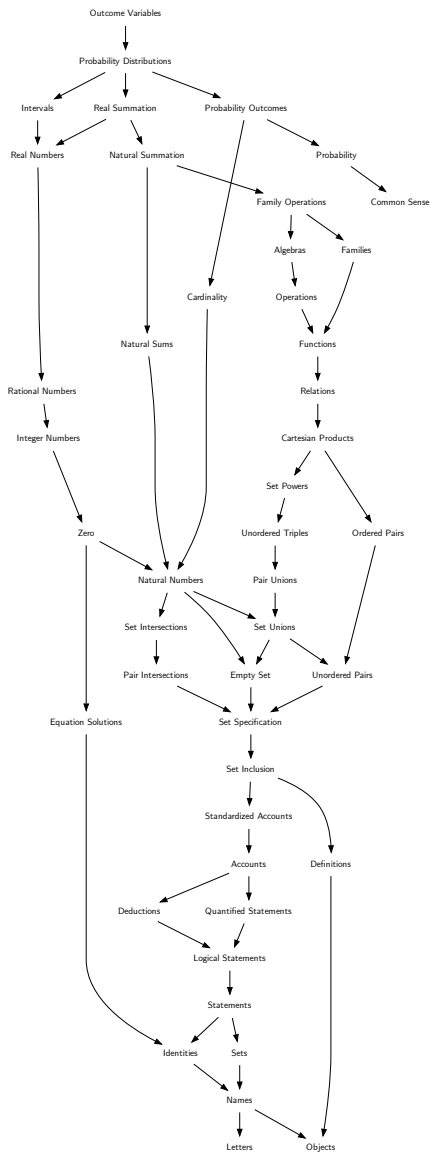 Outcome Variables
Probability Distributions
Intervals
Real Summation
Probability Outcomes
Real Numbers
Natural Summation
Probability
Family Operations
Common Sense
Algebras
Families
Cardinality
Operations
Natural Sums
Functions
Rational Numbers
Relations
Integer Numbers
Cartesian Products
Set Powers
Zero
Unordered Triples
Ordered Pairs
Natural Numbers
Pair Unions
Set Intersections
Set Unions
Pair Intersections
Empty Set
Unordered Pairs
Equation Solutions
Set Specification
Set Inclusion
Standardized Accounts
Accounts
Definitions
Deductions
Quantified Statements
Logical Statements
Statements
Identities
Sets
Names
Letters
Objects